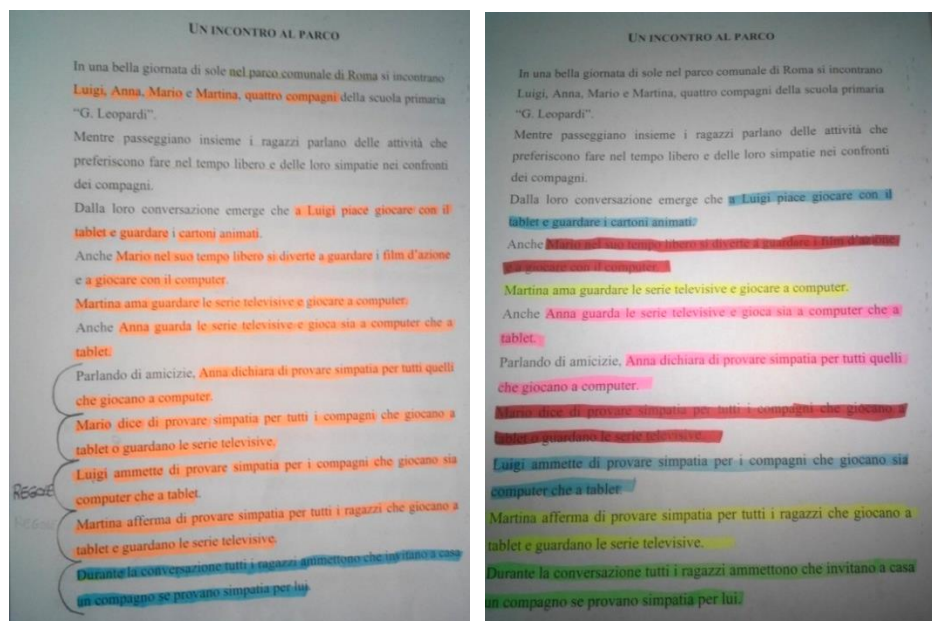 UN INCONTRO AL PARCO
In una bella giornata di sole nel parco comunale di Roma si incontrano
Luigi, Anna, Mario e Martina, quattro compagni della scuola primaria
“G. Leopardi”.
Mentre passeggiano insieme i ragazzi parlano delle attività che
preferiscono fare nel tempo libero e delle loro simpatie nei confronti
dei compagni.
Dalla loro conversazione emerge che a Luigi piace giocare con il
tablet e guardare i cartoni animati.
Anche Mario nel suo tempo libero si diverte a guardare i film d'azione
e a giocare con il computer.
Martina ama guardare le serie televisive e giocare a computer.
Anche Anna guarda le serie televisive e gioca sia a computer che a
tablet.
Parlando di amicizie, Anna dichiara di provare simpatia per tutti quelli
che giocano a computer.
Mario dice di provare simpatia per tutti i compagni che giocano a
tablet o guardano le serie televisive.
Luigi ammette di provare simpatia per i compagni che giocano sia
computer che a tablet.
REGOLE
Martina afferma di provare simpatia per tutti i ragazzi che giocano a
tablet e guardano le serie televisive.
Durante la conversazione tutti i ragazzi ammettono che invitano a casa
un compagno se provano simpatia per lui.
UN INCONTRO AL PARCO
In una bella giornata di sole nel parco comunale di Roma si incontrano
Luigi, Anna, Mario e Martina, quattro compagni della scuola primaria
“G. Leopardi”.
Mentre passeggiano insieme i ragazzi parlano delle attività che
preferiscono fare nel tempo libero e delle loro simpatie nei confronti
dei compagni.
Dalla loro conversazione emerge che a Luigi piace giocare con il
tablet e guardare i cartoni animati.
Anche Mario nel suo tempo libero si diverte a guardare i film d'azione
e a giocare con il computer.
Martina ama guardare le serie televisive e giocare a computer.
Anche Anna guarda le serie televisive e gioca sia a computer che a
tablet.
Parlando di amicizie, Anna dichiara di provare simpatia per tutti quelli
che giocano a computer.
Mario dice di provare simpatia per tutti i compagni che giocano a
tablet o guardano le serie televisive.
Luigi ammette di provare simpatia per i compagni che giocano sia
computer che a tablet.
Martina afferma di provare simpatia per tutti i ragazzi che giocano a
tablet e guardano le serie televisive.
Durante la conversazione tutti i ragazzi ammettono che invitano a casa
un compagno se provano simpatia per lui.